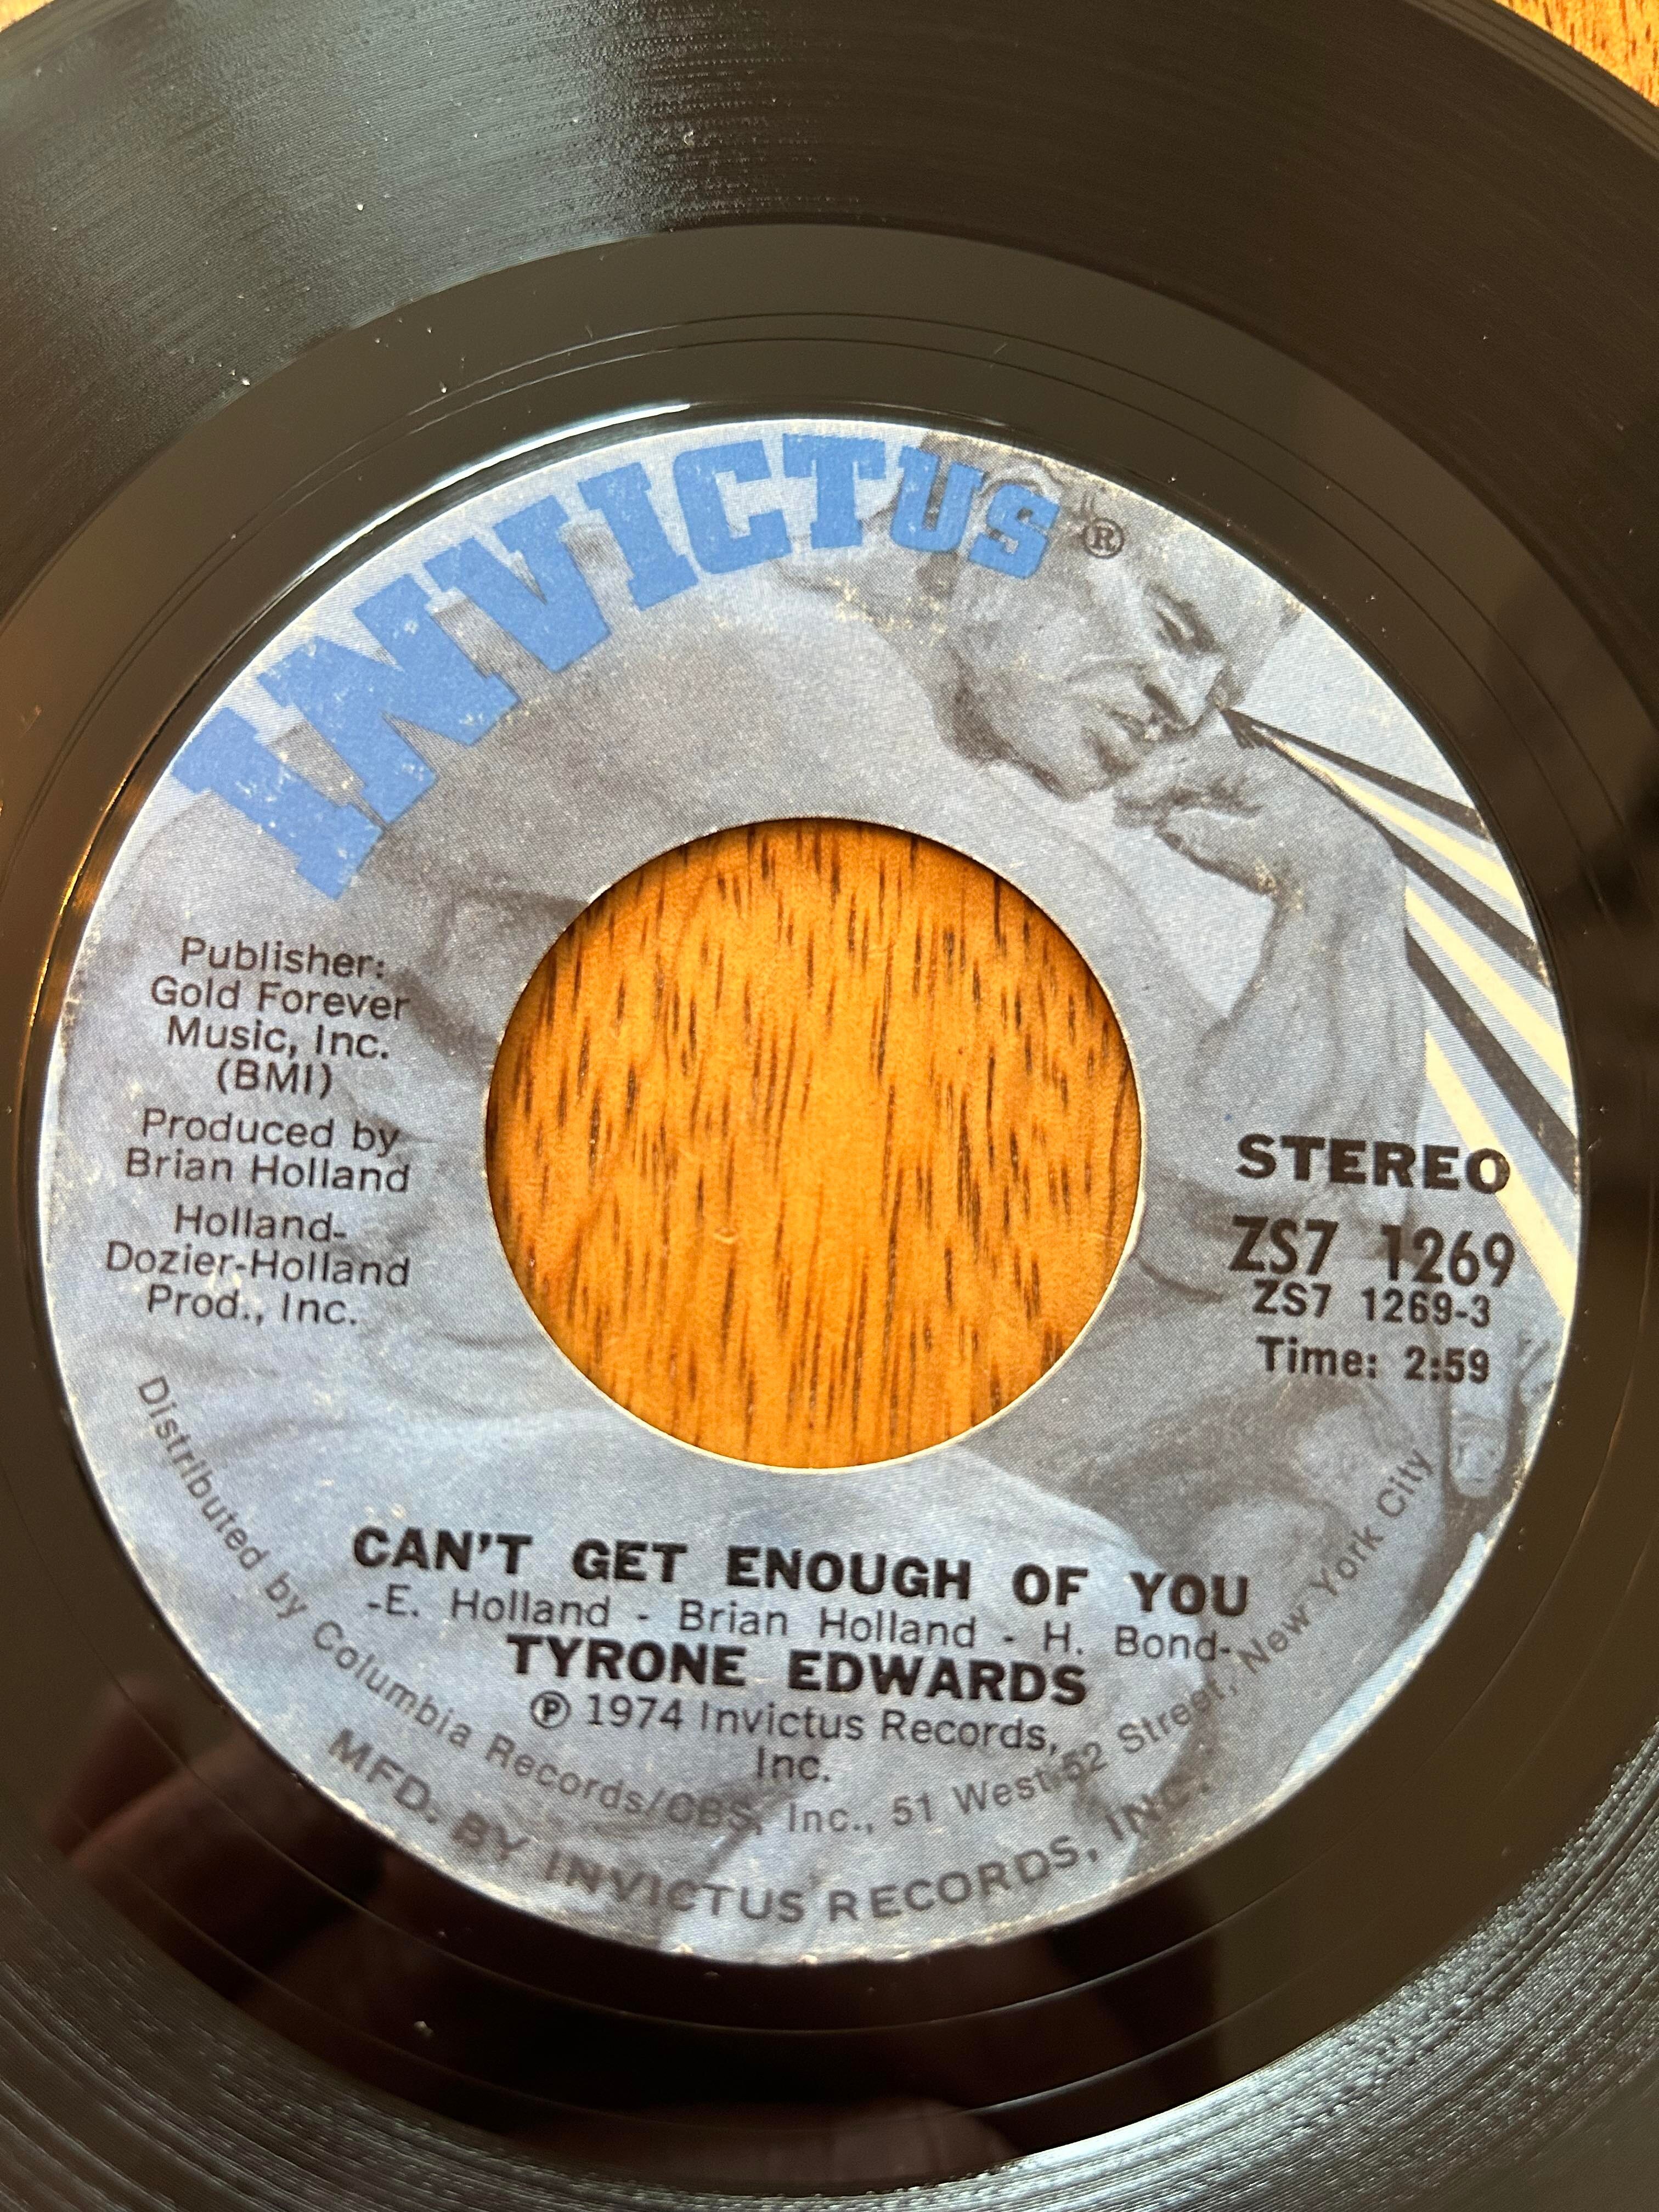 INVICTUS®
Publisher:
Gold Forever
Music, Inc.
(BMI)
Produced by
Brian Holland
Holland-
Dozier-Holland
Prod., Inc.
STEREO
ZS7 1269
ZS7 1269-3
Time: 2:59
CAN'T GET ENOUGH OF YOU
-E. Holland - Brian Holland - H. Bond-
TYRONE EDWARDS
℗ 1974 Invictus Records,
Inc.
Distributed by Columbia Records/CBS, Inc., 51 West 52 Street, New York City
MFD. BY INVICTUS RECORDS, INC.